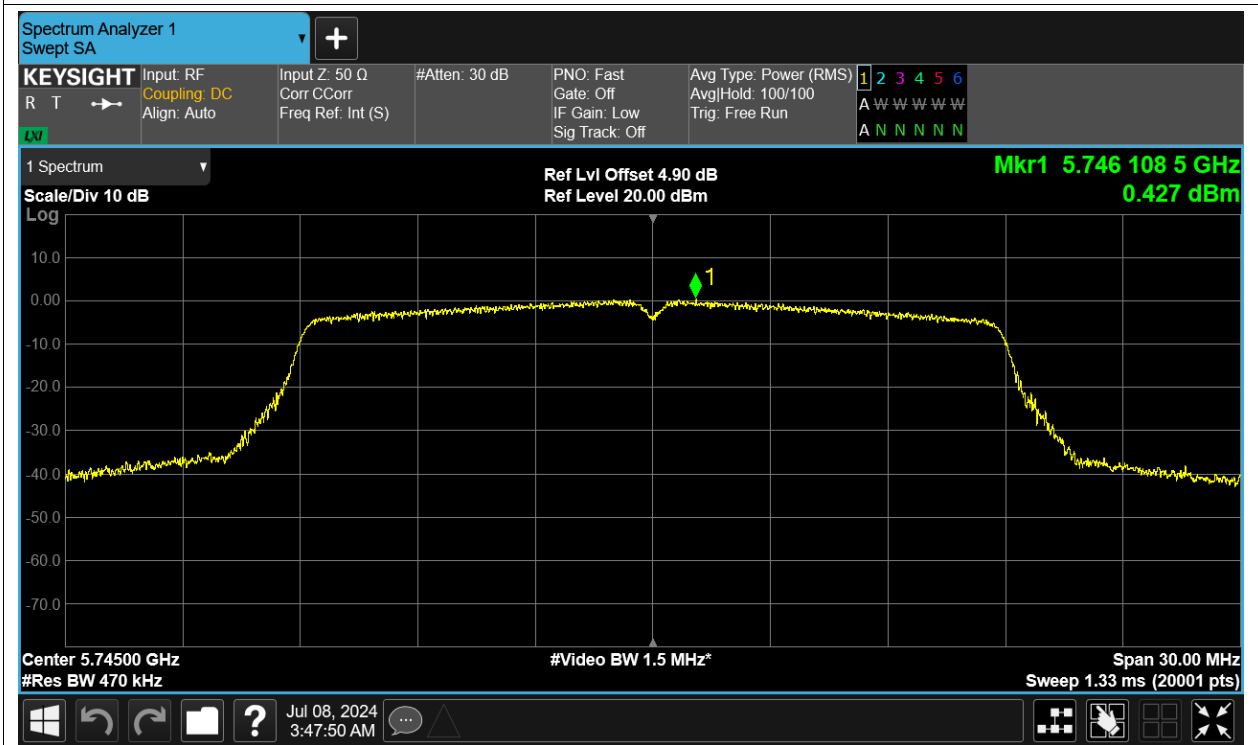 Spectrum Analyzer 1
Swept SA
KEYSIGHT
R T
LXI
Input: RF
Coupling: DC
Align: Auto
Input Z: 50 Ω
Corr CCorr
Freq Ref: Int (S)
#Atten: 30 dB
PNO: Fast
Gate: Off
IF Gain: Low
Sig Track: Off
Avg Type: Power (RMS)
Avg|Hold: 100/100
Trig: Free Run
1 2 3 4 5 6
A W W W W W
A N N N N N
1 Spectrum
Scale/Div 10 dB
Ref Lvl Offset 4.90 dB
Ref Level 20.00 dBm
Mkr1 5.746 108 5 GHz
0.427 dBm
Log
10.0
0.00
-10.0
-20.0
-30.0
-40.0
-50.0
-60.0
-70.0
1
Center 5.74500 GHz
#Res BW 470 kHz
#Video BW 1.5 MHz*
Span 30.00 MHz
Sweep 1.33 ms (20001 pts)
?
Jul 08, 2024
3:47:50 AM